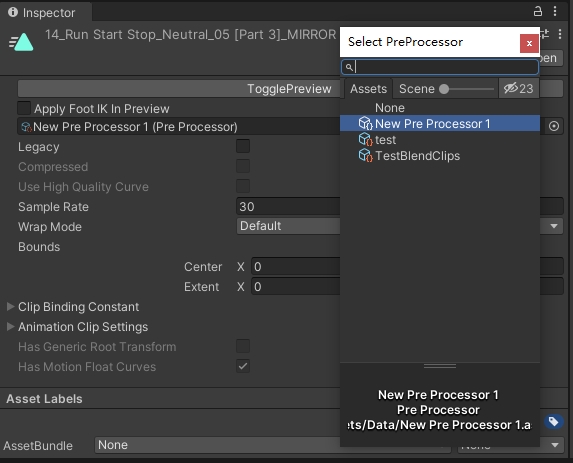 Inspector
14_Run Start Stop_Neutral_05 [Part 3]_MIRROR
pen
TogglePreview
Apply Foot IK In Preview
New Pre Processor 1 (Pre Processor)
Legacy
Compressed
Use High Quality Curve
Sample Rate
30
Wrap Mode
Default
Bounds
Center
X
0
Extent
X
0
Clip Binding Constant
Animation Clip Settings
Has Generic Root Transform
Has Motion Float Curves
Asset Labels
AssetBundle
None
None
Select PreProcessor
x
Assets
Scene
23
None
New Pre Processor 1
test
TestBlendClips
New Pre Processor 1
Pre Processor
ets/Data/New Pre Processor 1.a